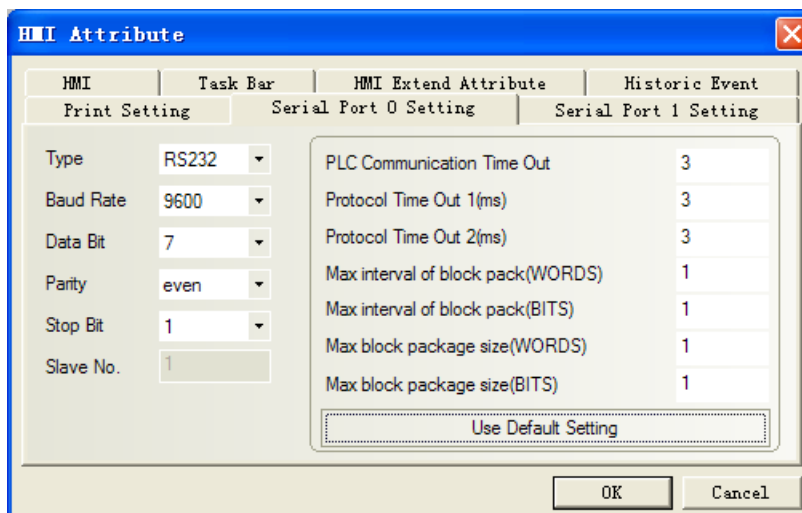 HMI Attribute
HMI Task Bar HMI Extend Attribute Historic Event
Print Setting Serial Port 0 Setting Serial Port 1 Setting
Type RS232
Baud Rate 9600
Data Bit 7
Parity even
Stop Bit 1
Slave No. 1
PLC Communication Time Out 3
Protocol Time Out 1(ms) 3
Protocol Time Out 2(ms) 3
Max interval of block pack(WORDS) 1
Max interval of block pack(BITS) 1
Max block package size(WORDS) 1
Max block package size(BITS) 1
Use Default Setting
OK Cancel